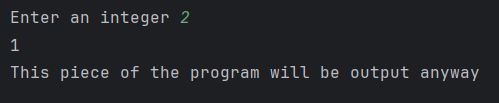 Enter an integer 2
1
This piece of the program will be output anyway